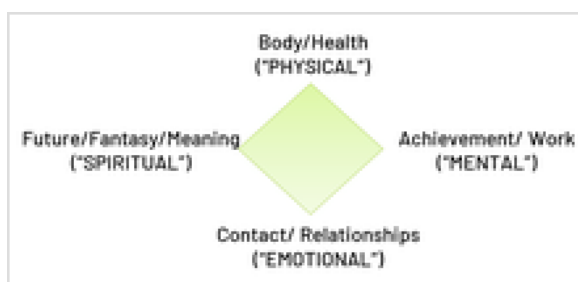 Body/Health
("PHYSICAL")
Future/Fantasy/Meaning
("SPIRITUAL")
Achievement/ Work
("MENTAL")
Contact/ Relationships
("EMOTIONAL")